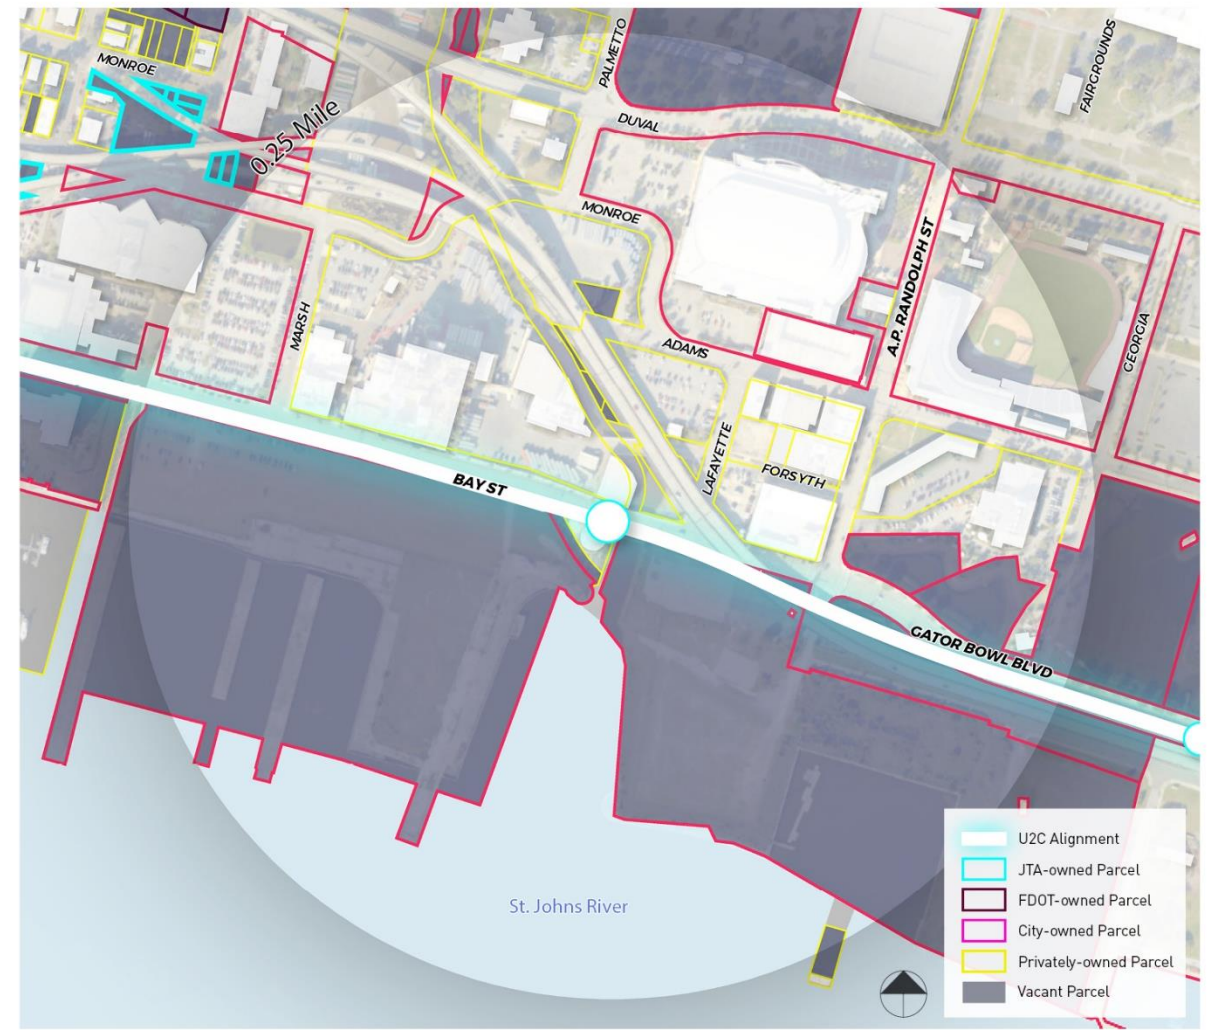 PALMETTO
FAIRGROUNDS
MONROE
0.25 Mile
DUVAL
MONROE
A.P. RANDOLPH ST
MARSH
GEORGIA
ADAMS
LAFAYETTE
FORSYTH
BAY ST
GATOR BOWL BLVD
St. Johns River
U2C Alignment
JTA-owned Parcel
FDOT-owned Parcel
City-owned Parcel
Privately-owned Parcel
Vacant Parcel